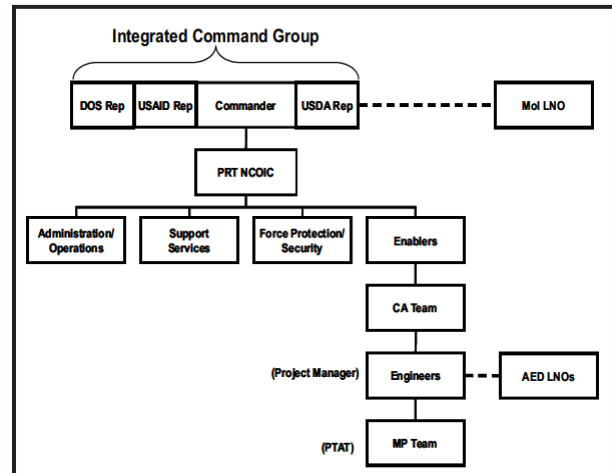 Integrated Command Group
DOS Rep
USAID Rep
Commander
USDA Rep
MoI LNO
PRT NCOIC
Administration/
Operations
Support
Services
Force Protection/
Security
Enablers
CA Team
(Project Manager)
Engineers
AED LNOs
(PTAT)
MP Team